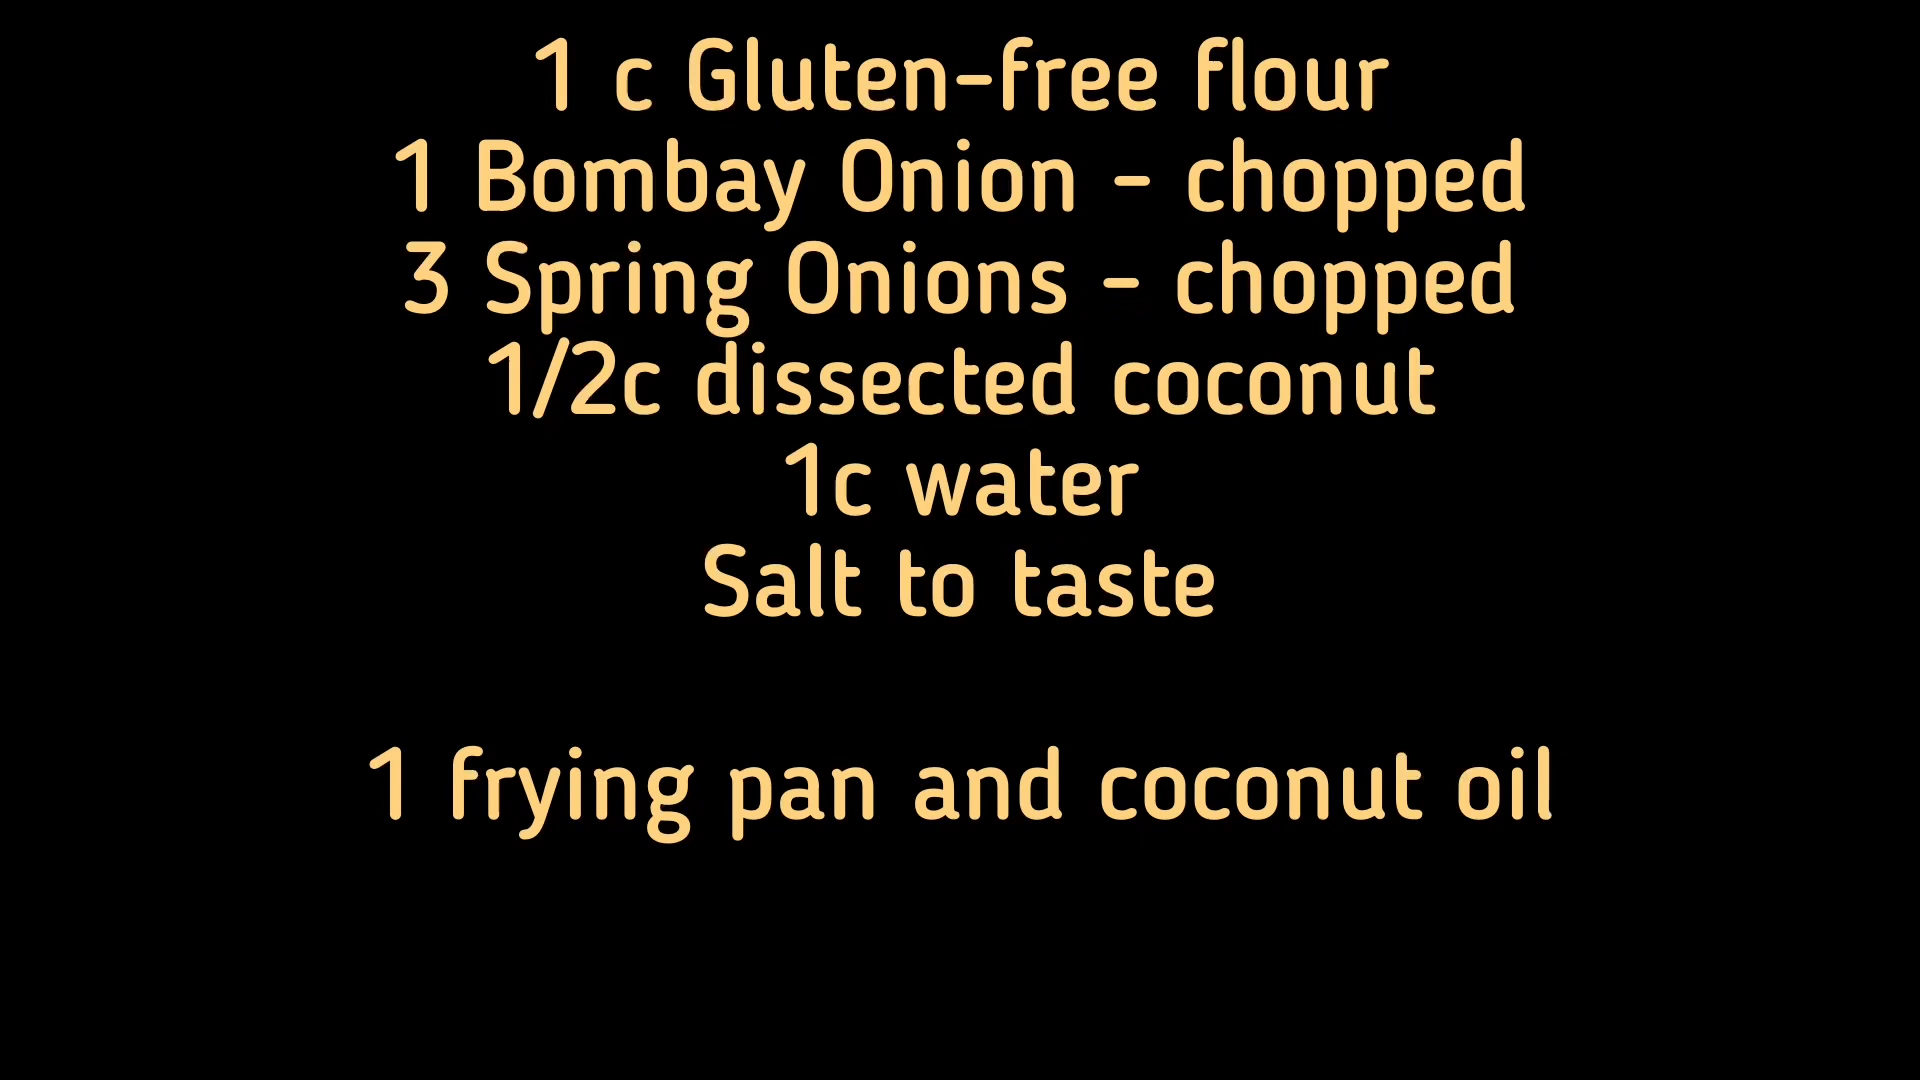 1 c Gluten-free flour
1 Bombay Onion - chopped
3 Spring Onions - chopped
1/2c dissected coconut
1c water
Salt to taste
1 frying pan and coconut oil